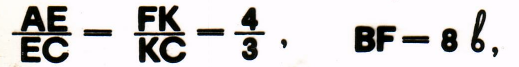 AE/EC = FK/KC = 4/3, BF = 8 b,